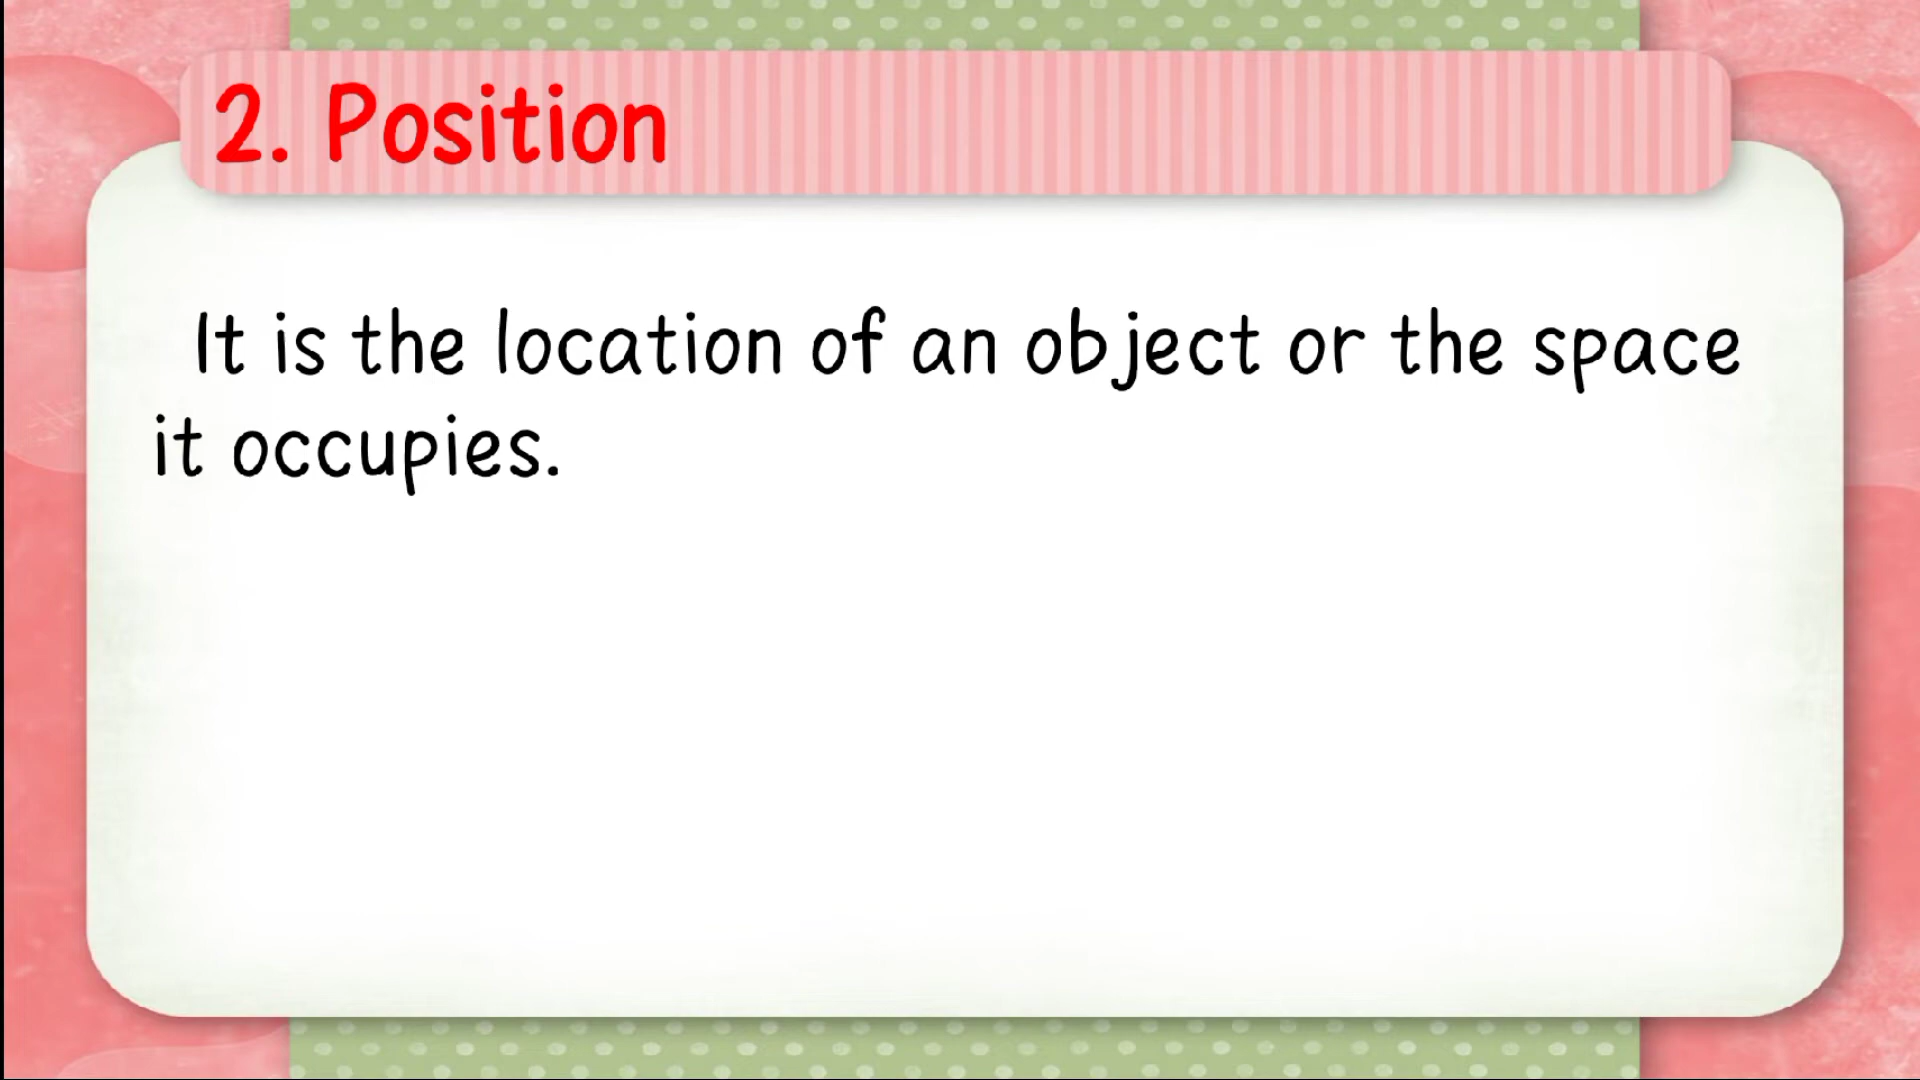 2. Position
It is the location of an object or the space
it occupies.